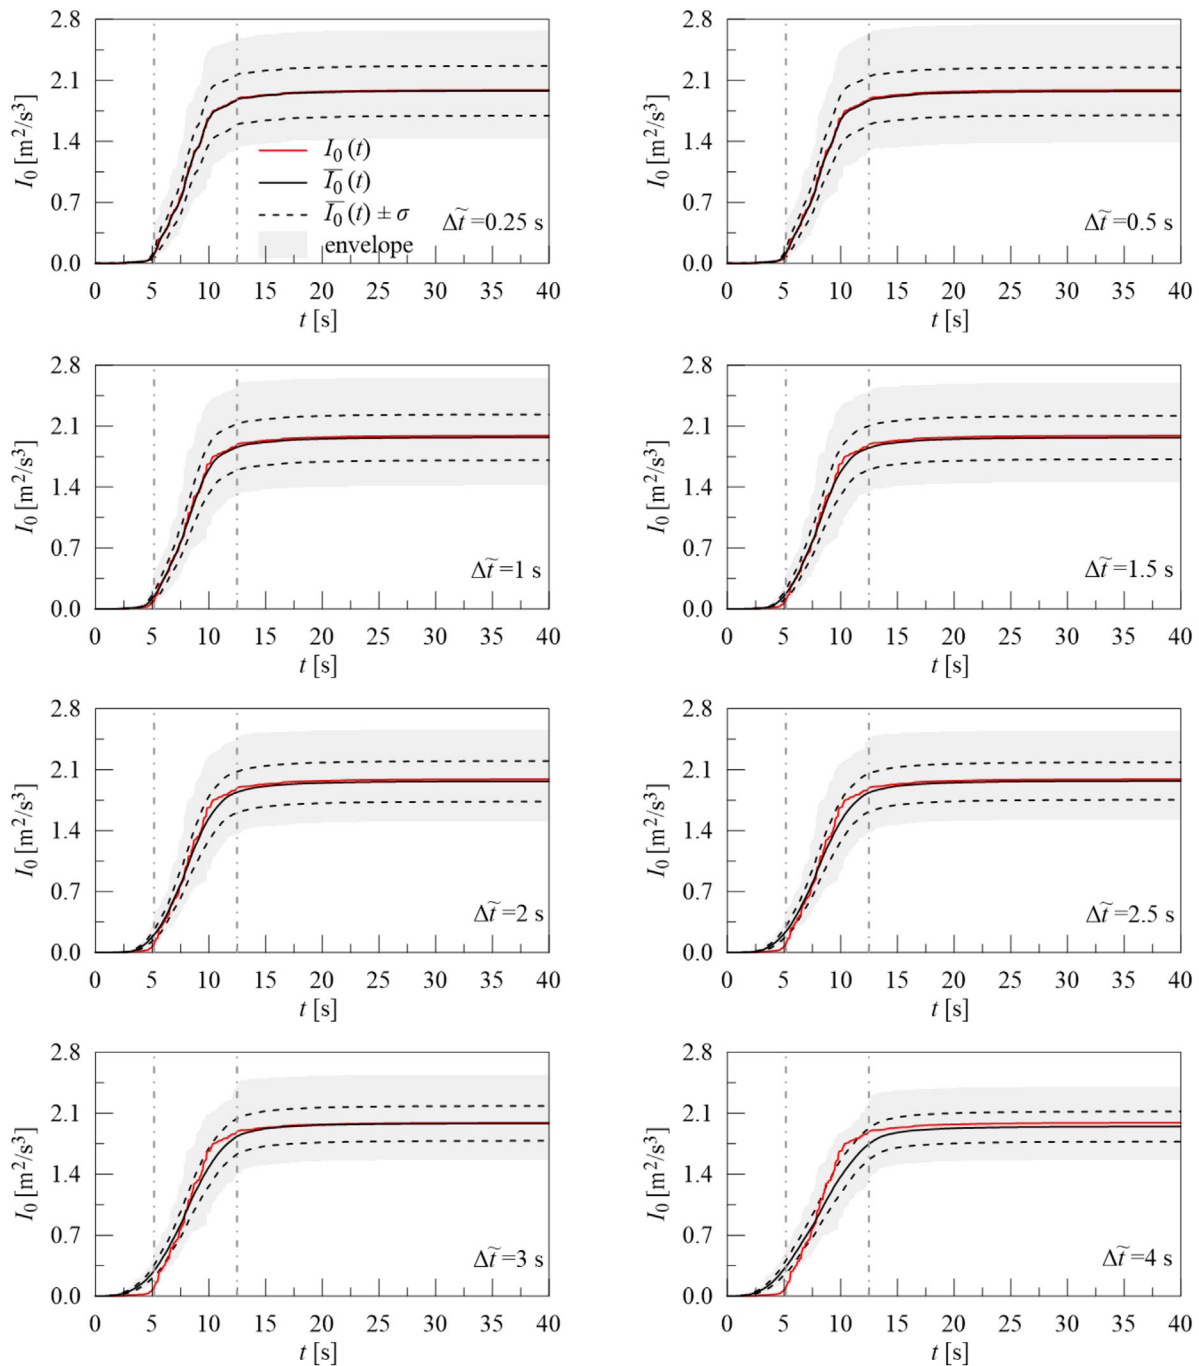 2.8
2.1
1.4
0.7
0.0
I₀ [m²/s³]
I₀ (t)
I̅₀ (t)
I̅₀ (t) ± σ
envelope
Δt̃=0.25 s
0 5 10 15 20 25 30 35 40
t [s]
2.8
2.1
1.4
0.7
0.0
I₀ [m²/s³]
Δt̃=0.5 s
0 5 10 15 20 25 30 35 40
t [s]
2.8
2.1
1.4
0.7
0.0
I₀ [m²/s³]
Δt̃=1 s
0 5 10 15 20 25 30 35 40
t [s]
2.8
2.1
1.4
0.7
0.0
I₀ [m²/s³]
Δt̃=1.5 s
0 5 10 15 20 25 30 35 40
t [s]
2.8
2.1
1.4
0.7
0.0
I₀ [m²/s³]
Δt̃=2 s
0 5 10 15 20 25 30 35 40
t [s]
2.8
2.1
1.4
0.7
0.0
I₀ [m²/s³]
Δt̃=2.5 s
0 5 10 15 20 25 30 35 40
t [s]
2.8
2.1
1.4
0.7
0.0
I₀ [m²/s³]
Δt̃=3 s
0 5 10 15 20 25 30 35 40
t [s]
2.8
2.1
1.4
0.7
0.0
I₀ [m²/s³]
Δt̃=4 s
0 5 10 15 20 25 30 35 40
t [s]